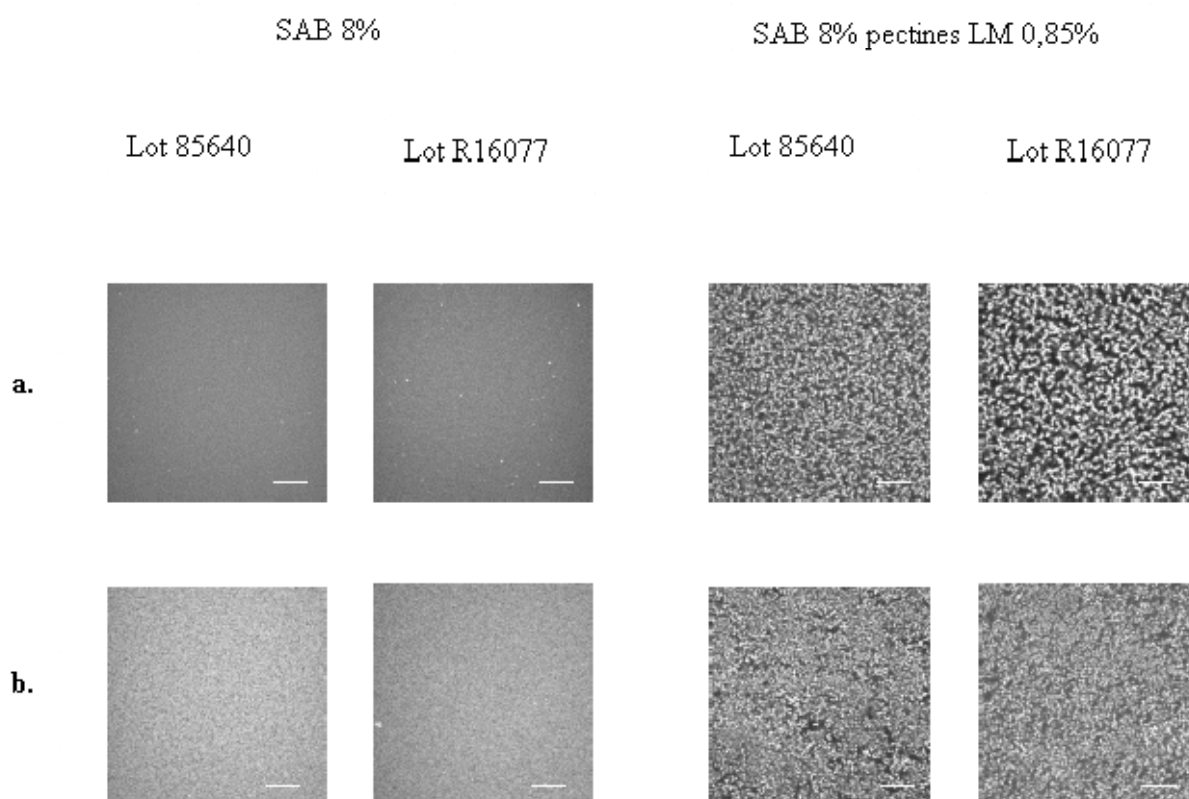 SAB 8%
SAB 8% pectines LM 0,85%
Lot 85640
Lot R16077
Lot 85640
Lot R16077
a.
b.